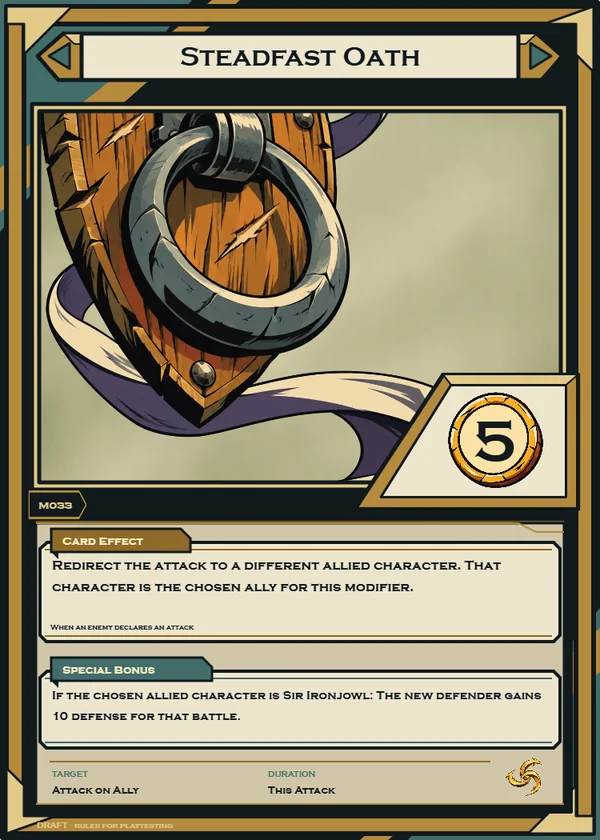 Steadfast Oath
5
M033
Card Effect
Redirect the attack to a different allied character. That
character is the chosen ally for this modifier.
When an enemy declares an attack
Special Bonus
If the chosen allied character is Sir Ironjowl: The new defender gains
10 defense for that battle.
Target
Duration
Attack on Ally
This Attack
DRAFT · Rules for playtesting